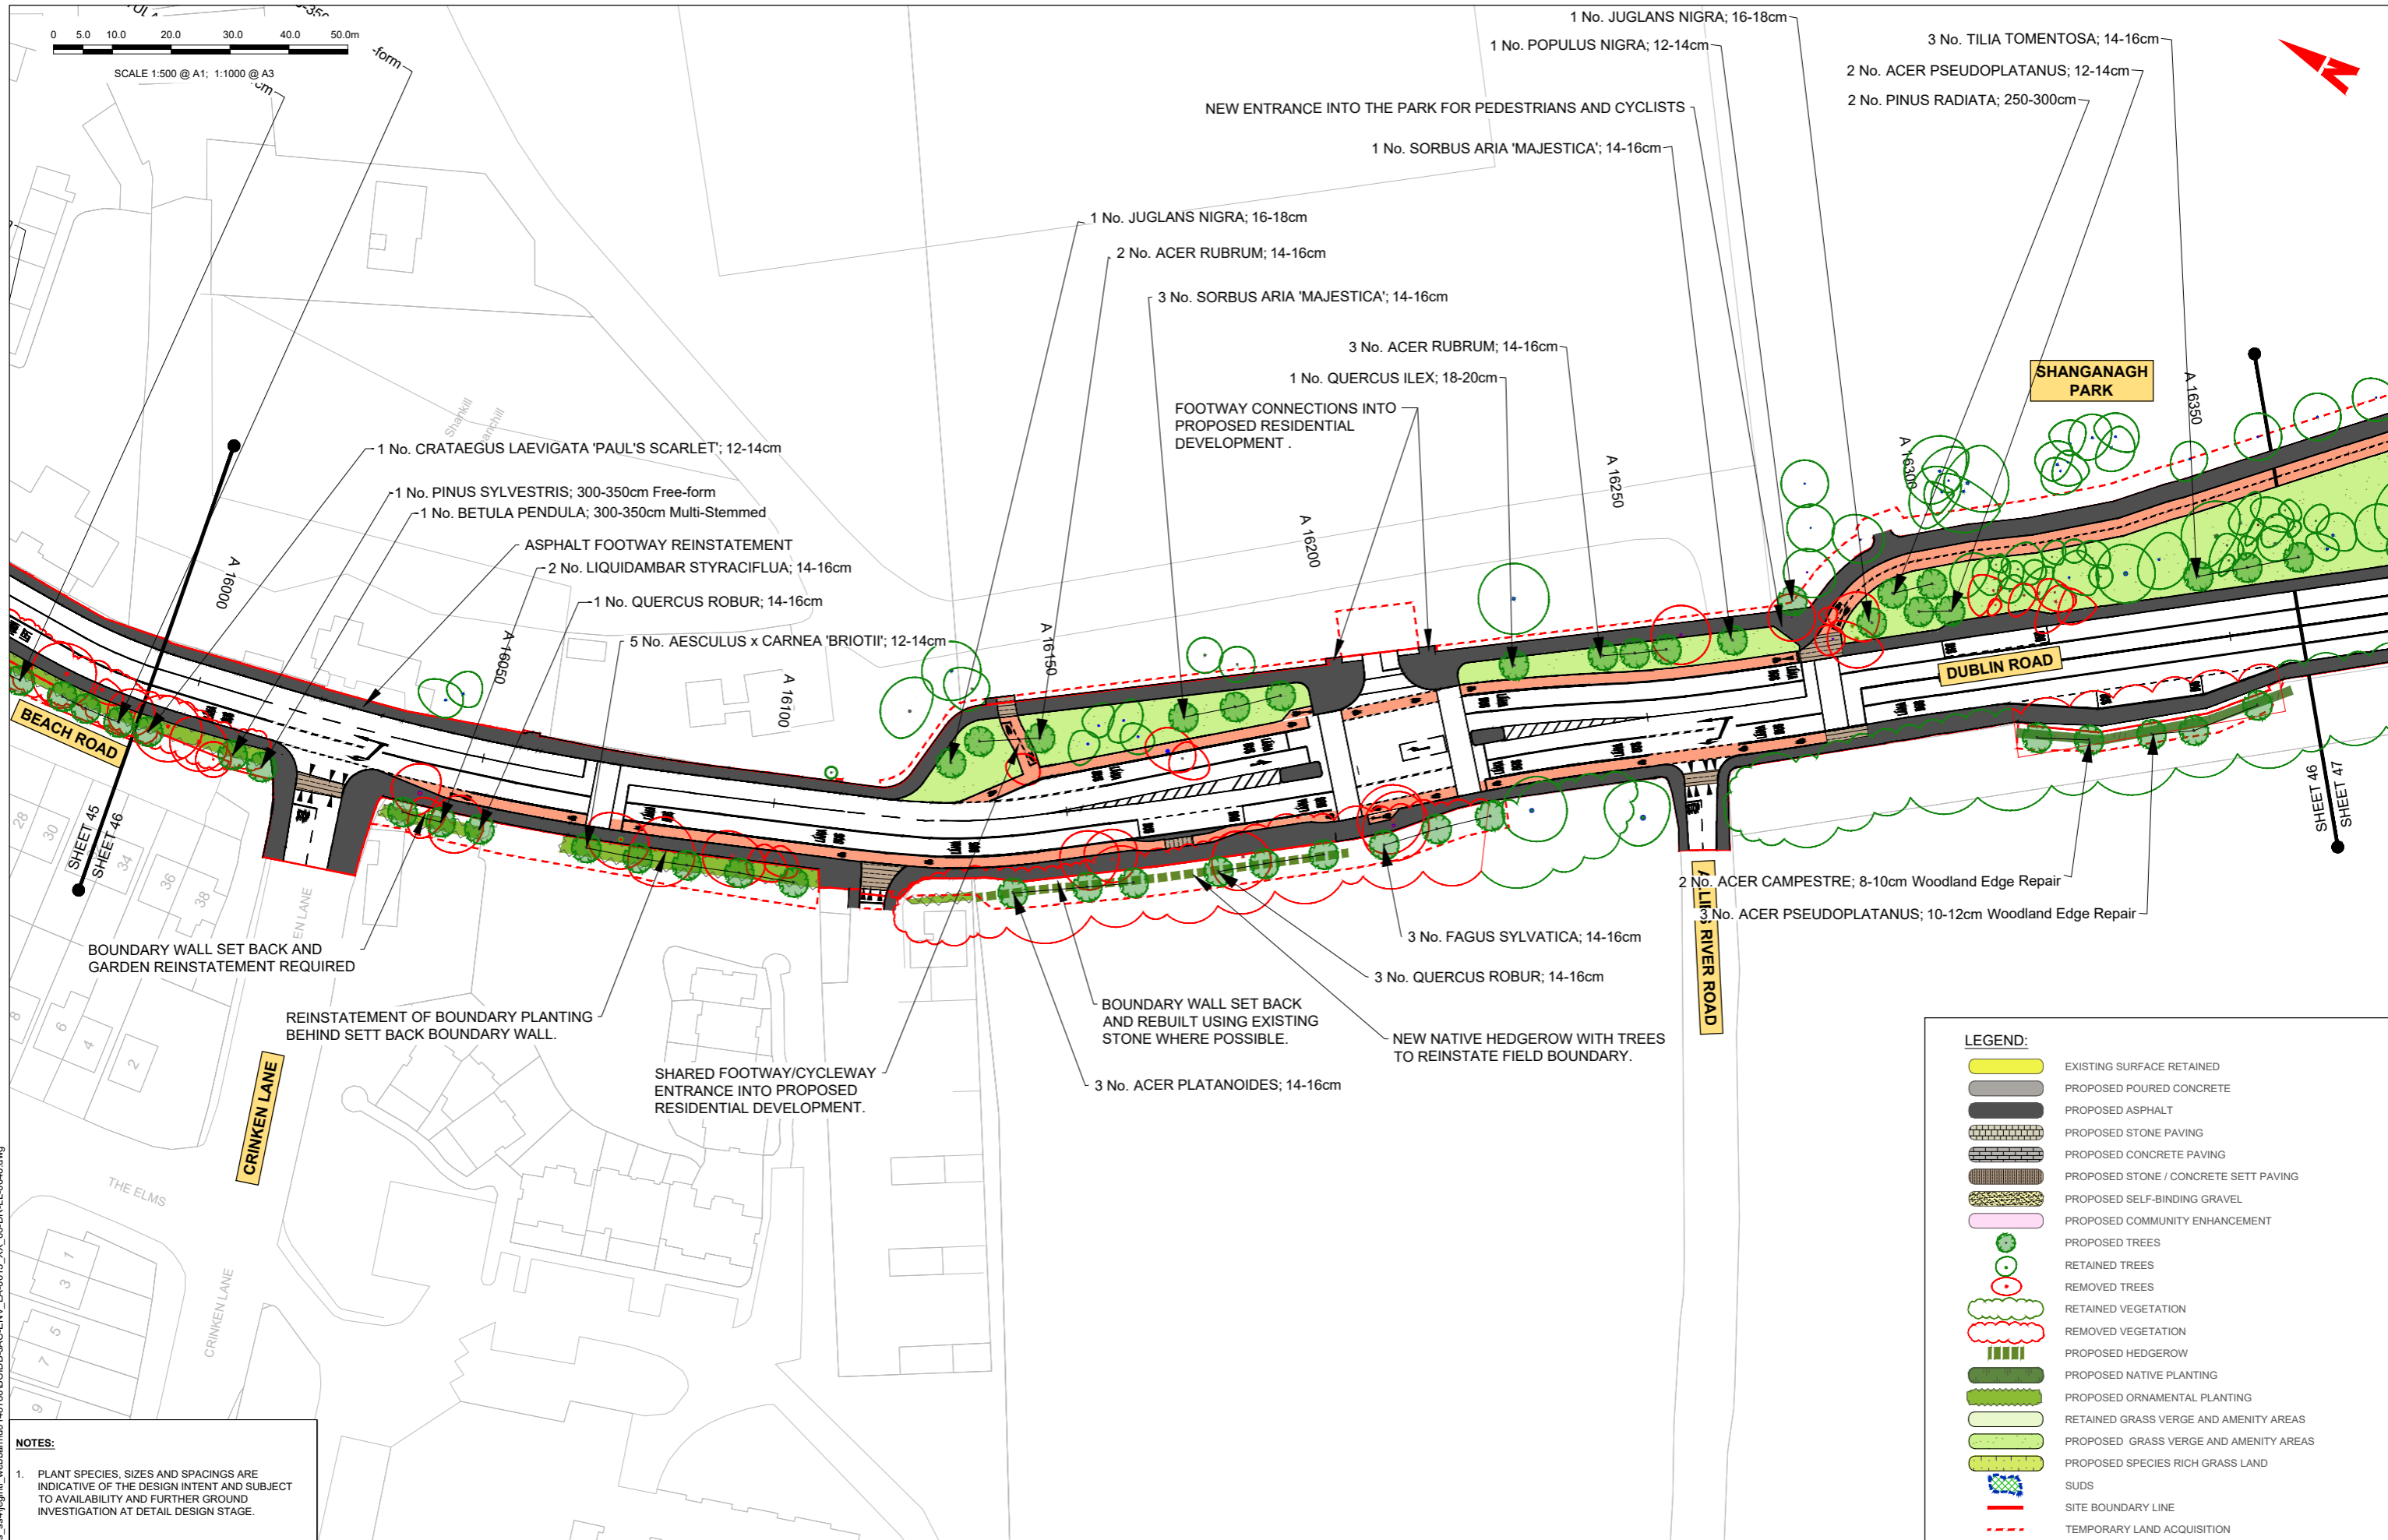 0 5.0 10.0 20.0 30.0 40.0 50.0m
SCALE 1:500 @ A1; 1:1000 @ A3
-form
1 No. JUGLANS NIGRA; 16-18cm
1 No. POPULUS NIGRA; 12-14cm
3 No. TILIA TOMENTOSA; 14-16cm
2 No. ACER PSEUDOPLATANUS; 12-14cm
2 No. PINUS RADIATA; 250-300cm
N
NEW ENTRANCE INTO THE PARK FOR PEDESTRIANS AND CYCLISTS
1 No. SORBUS ARIA 'MAJESTICA'; 14-16cm
1 No. JUGLANS NIGRA; 16-18cm
2 No. ACER RUBRUM; 14-16cm
3 No. SORBUS ARIA 'MAJESTICA'; 14-16cm
3 No. ACER RUBRUM; 14-16cm
1 No. QUERCUS ILEX; 18-20cm
FOOTWAY CONNECTIONS INTO
PROPOSED RESIDENTIAL
DEVELOPMENT .
SHANGANAGH
PARK
Shankill
1 No. CRATAEGUS LAEVIGATA 'PAUL'S SCARLET'; 12-14cm
1 No. PINUS SYLVESTRIS; 300-350cm Free-form
1 No. BETULA PENDULA; 300-350cm Multi-Stemmed
ASPHALT FOOTWAY REINSTATEMENT
2 No. LIQUIDAMBAR STYRACIFLUA; 14-16cm
1 No. QUERCUS ROBUR; 14-16cm
5 No. AESCULUS x CARNEA 'BRIOTII'; 12-14cm
A 16000
A 16050
A 16100
A 16150
A 16200
A 16250
A 16300
A 16350
BEACH ROAD
DUBLIN ROAD
SHEET 45
SHEET 46
SHEET 46
SHEET 47
28
30
34
36
38
8
6
4
2
BOUNDARY WALL SET BACK AND
GARDEN REINSTATEMENT REQUIRED
REINSTATEMENT OF BOUNDARY PLANTING
BEHIND SETT BACK BOUNDARY WALL.
SHARED FOOTWAY/CYCLEWAY
ENTRANCE INTO PROPOSED
RESIDENTIAL DEVELOPMENT.
BOUNDARY WALL SET BACK
AND REBUILT USING EXISTING
STONE WHERE POSSIBLE.
3 No. ACER PLATANOIDES; 14-16cm
3 No. FAGUS SYLVATICA; 14-16cm
3 No. QUERCUS ROBUR; 14-16cm
NEW NATIVE HEDGEROW WITH TREES
TO REINSTATE FIELD BOUNDARY.
2 No. ACER CAMPESTRE; 8-10cm Woodland Edge Repair
3 No. ACER PSEUDOPLATANUS; 10-12cm Woodland Edge Repair
RIVER ROAD
CRINKEN LANE
EN LANE
THE ELMS
CRINKEN LANE
1
3
5
7
9
NOTES:
1. PLANT SPECIES, SIZES AND SPACINGS ARE
INDICATIVE OF THE DESIGN INTENT AND SUBJECT
TO AVAILABILITY AND FURTHER GROUND
INVESTIGATION AT DETAIL DESIGN STAGE.
LEGEND:
EXISTING SURFACE RETAINED
PROPOSED POURED CONCRETE
PROPOSED ASPHALT
PROPOSED STONE PAVING
PROPOSED CONCRETE PAVING
PROPOSED STONE / CONCRETE SETT PAVING
PROPOSED SELF-BINDING GRAVEL
PROPOSED COMMUNITY ENHANCEMENT
PROPOSED TREES
RETAINED TREES
REMOVED TREES
RETAINED VEGETATION
REMOVED VEGETATION
PROPOSED HEDGEROW
PROPOSED NATIVE PLANTING
PROPOSED ORNAMENTAL PLANTING
RETAINED GRASS VERGE AND AMENITY AREAS
PROPOSED GRASS VERGE AND AMENITY AREAS
PROPOSED SPECIES RICH GRASS LAND
SUDS
SITE BOUNDARY LINE
TEMPORARY LAND ACQUISITION